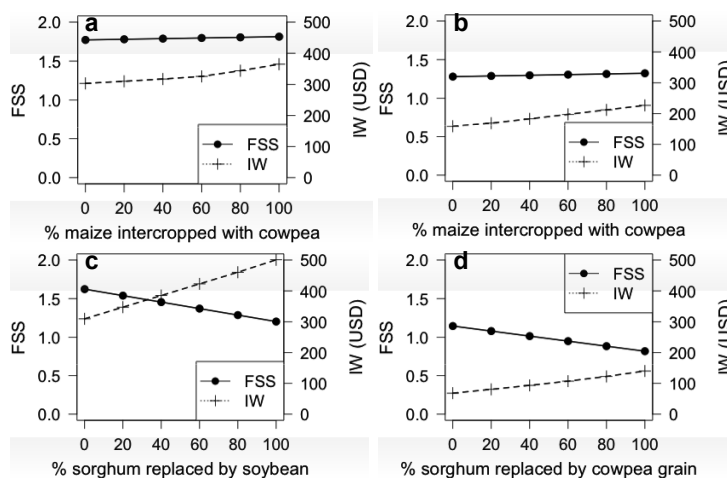 a
2.0
1.5
1.0
0.5
0.0
FSS
500
400
300
200
100
0
IW (USD)
FSS
IW
0 20 40 60 80 100
% maize intercropped with cowpea
b
2.0
1.5
1.0
0.5
0.0
FSS
500
400
300
200
100
0
IW (USD)
FSS
IW
0 20 40 60 80 100
% maize intercropped with cowpea
c
2.0
1.5
1.0
0.5
0.0
FSS
500
400
300
200
100
0
IW (USD)
FSS
IW
0 20 40 60 80 100
% sorghum replaced by soybean
d
2.0
1.5
1.0
0.5
0.0
FSS
500
400
300
200
100
0
IW (USD)
FSS
IW
0 20 40 60 80 100
% sorghum replaced by cowpea grain